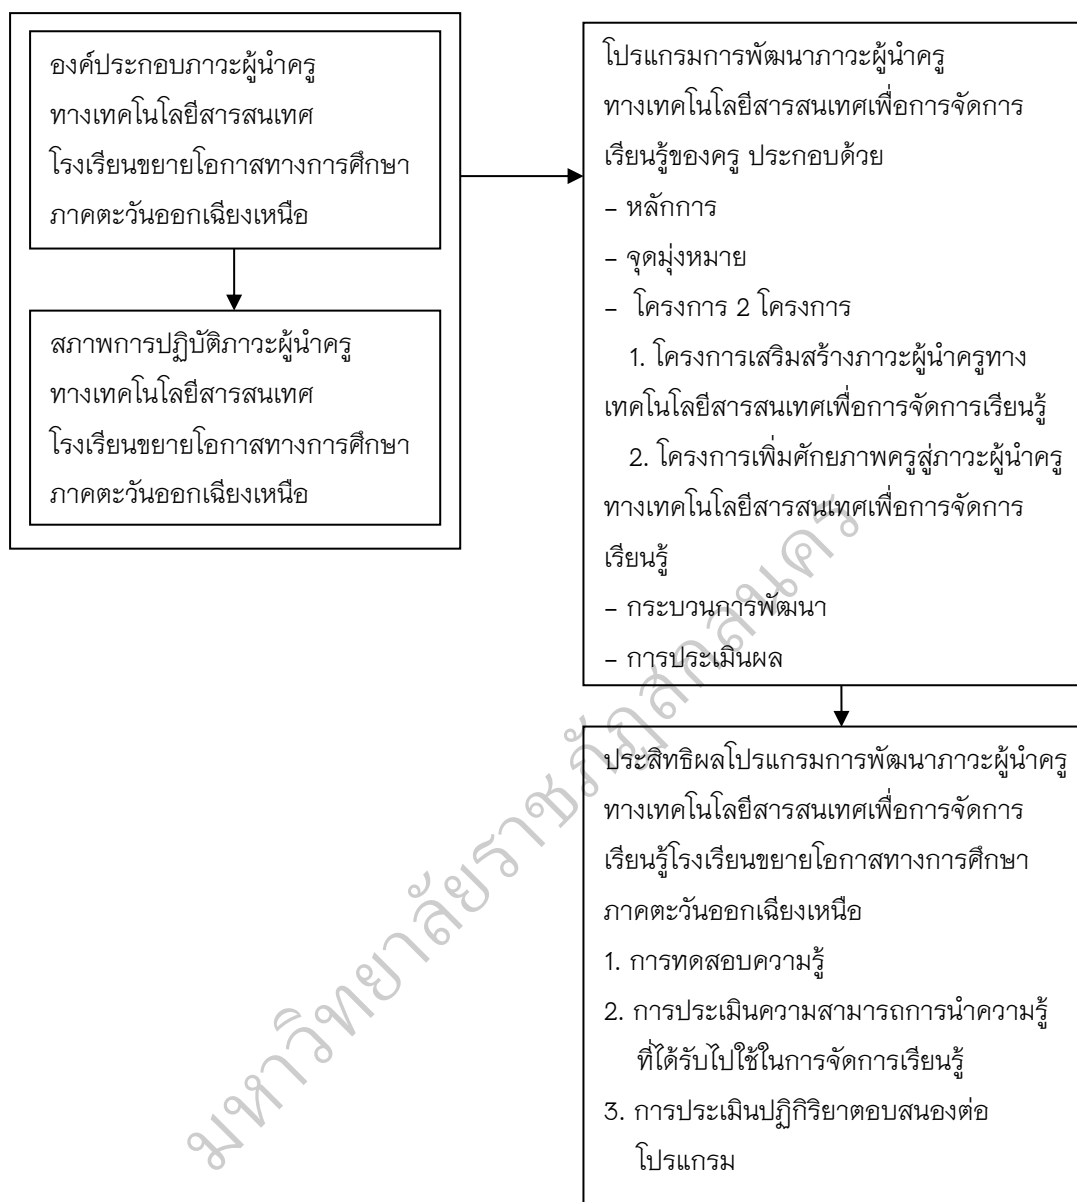 องค์ประกอบภาวะผู้นำครู
ทางเทคโนโลยีสารสนเทศ
โรงเรียนขยายโอกาสทางการศึกษา
ภาคตะวันออกเฉียงเหนือ
สภาพการปฏิบัติภาวะผู้นำครู
ทางเทคโนโลยีสารสนเทศ
โรงเรียนขยายโอกาสทางการศึกษา
ภาคตะวันออกเฉียงเหนือ
โปรแกรมการพัฒนาภาวะผู้นำครู
ทางเทคโนโลยีสารสนเทศเพื่อการจัดการ
เรียนรู้ของครู ประกอบด้วย
– หลักการ
– จุดมุ่งหมาย
– โครงการ 2 โครงการ
1. โครงการเสริมสร้างภาวะผู้นำครูทาง
เทคโนโลยีสารสนเทศเพื่อการจัดการเรียนรู้
2. โครงการเพิ่มศักยภาพครูสู่ภาวะผู้นำครู
ทางเทคโนโลยีสารสนเทศเพื่อการจัดการ
เรียนรู้
– กระบวนการพัฒนา
– การประเมินผล
ประสิทธิผลโปรแกรมการพัฒนาภาวะผู้นำครู
ทางเทคโนโลยีสารสนเทศเพื่อการจัดการ
เรียนรู้โรงเรียนขยายโอกาสทางการศึกษา
ภาคตะวันออกเฉียงเหนือ
1. การทดสอบความรู้
2. การประเมินความสามารถการนำความรู้
ที่ได้รับไปใช้ในการจัดการเรียนรู้
3. การประเมินปฏิกิริยาตอบสนองต่อ
โปรแกรม
มหาวิทยาลัยราชภัฏสกลนคร